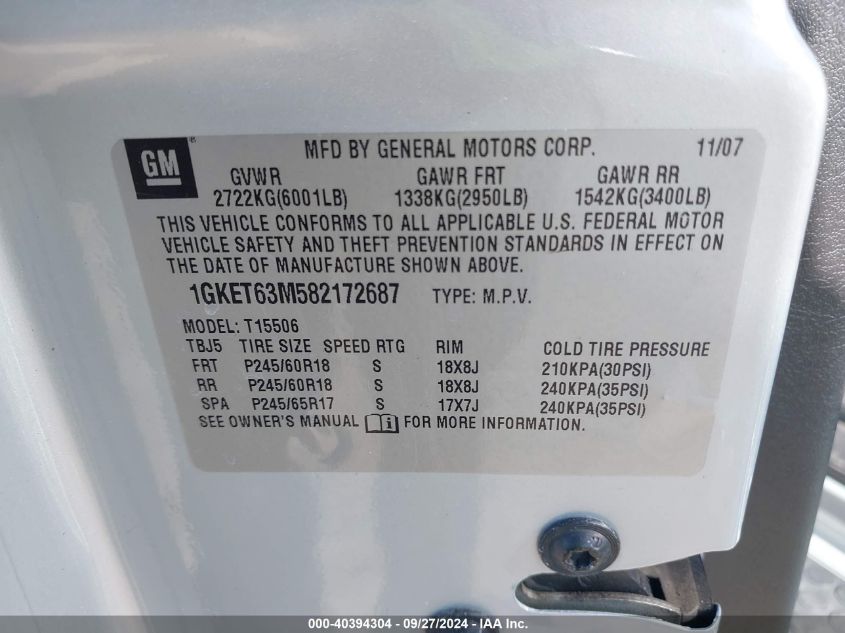 GM® MFD BY GENERAL MOTORS CORP. 11/07
GVWR GAWR FRT GAWR RR
2722KG(6001LB) 1338KG(2950LB) 1542KG(3400LB)
THIS VEHICLE CONFORMS TO ALL APPLICABLE U.S. FEDERAL MOTOR
VEHICLE SAFETY AND THEFT PREVENTION STANDARDS IN EFFECT ON
THE DATE OF MANUFACTURE SHOWN ABOVE.
1GKET63M582172687 TYPE: M.P.V.
MODEL: T15506
TBJ5 TIRE SIZE SPEED RTG RIM COLD TIRE PRESSURE
FRT P245/60R18 S 18X8J 210KPA(30PSI)
RR P245/60R18 S 18X8J 240KPA(35PSI)
SPA P245/65R17 S 17X7J 240KPA(35PSI)
SEE OWNER'S MANUAL i FOR MORE INFORMATION.
000-40394304 - 09/27/2024 - IAA Inc.